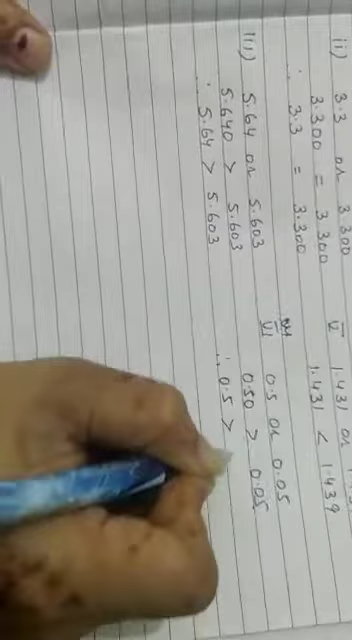 ii) 3.3 or 3.300
3.300 = 3.300
∴ 3.3 = 3.300
iii) 5.64 or 5.603
5.640 > 5.603
∴ 5.64 > 5.603
V 1.431 or
1.431 < 1.439
VI 0.5 or 0.05
0.50 > 0.05
∴ 0.5 >